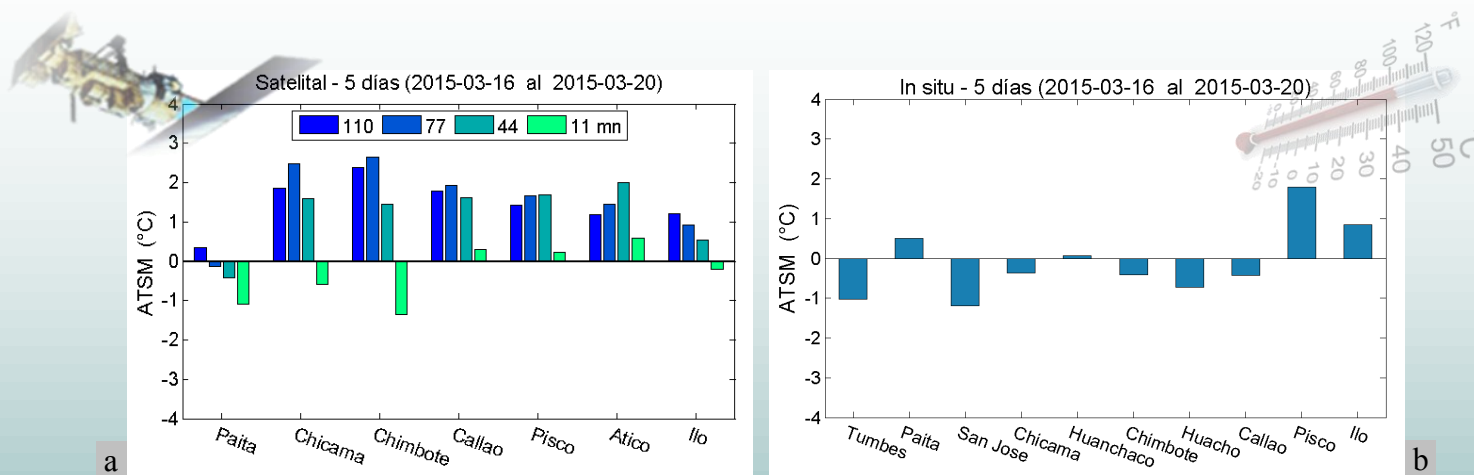 Satelital - 5 días (2015-03-16 al 2015-03-20)
110 77 44 11 mn
ATSM (°C)
4
3
2
1
0
-1
-2
-3
-4
Paita Chicama Chimbote Callao Pisco Atico Ilo
a
In situ - 5 días (2015-03-16 al 2015-03-20)
ATSM (°C)
4
3
2
1
0
-1
-2
-3
-4
Tumbes Paita San Jose Chicama Huanchaco Chimbote Huacho Callao Pisco Ilo
b
°F
120
100
80
60
40
C
50
40
30
20
10
0
-10
-20